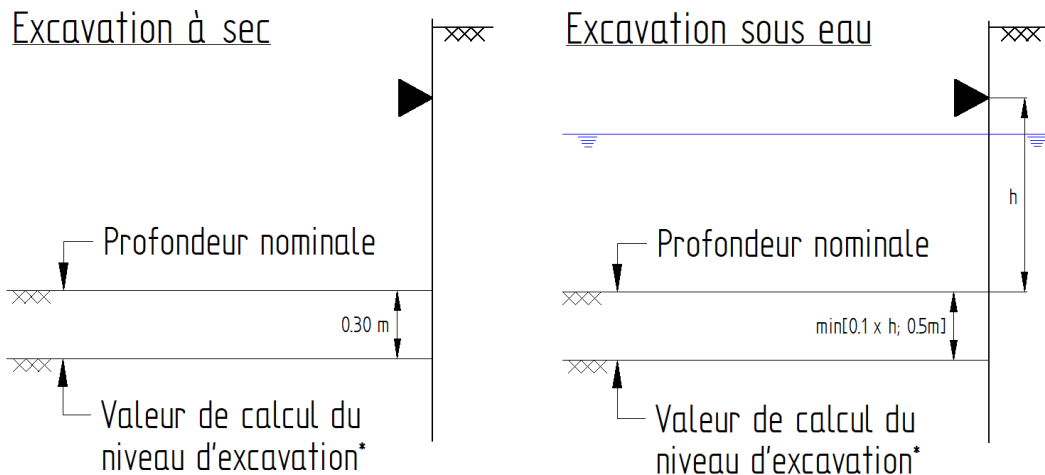 Excavation à sec
Profondeur nominale
0.30 m
Valeur de calcul du
niveau d'excavation*
Excavation sous eau
h
Profondeur nominale
min[0.1 x h; 0.5m]
Valeur de calcul du
niveau d'excavation*